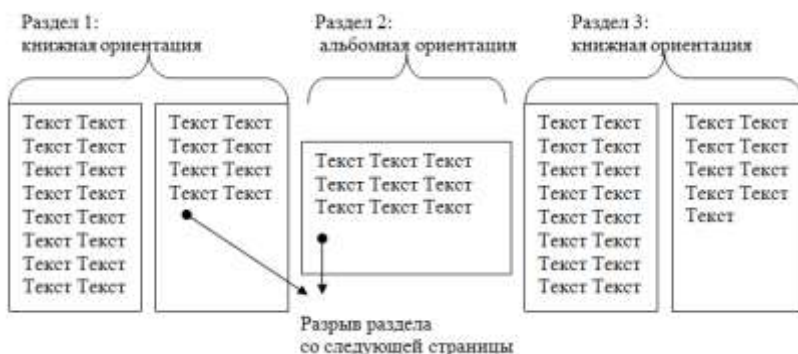 Раздел 1:
книжная ориентация
Раздел 2:
альбомная ориентация
Раздел 3:
книжная ориентация
Текст Текст
Текст Текст
Текст Текст
Текст Текст
Текст Текст
Текст Текст
Текст Текст
Текст Текст
Текст Текст
Текст Текст
Текст Текст
Текст Текст
Текст Текст Текст
Текст Текст Текст
Текст Текст Текст
Текст Текст
Текст Текст
Текст Текст
Текст Текст
Текст Текст
Текст Текст
Текст Текст
Текст Текст
Текст Текст
Текст Текст
Текст Текст
Текст Текст
Текст
Разрыв раздела
со следующей страницы